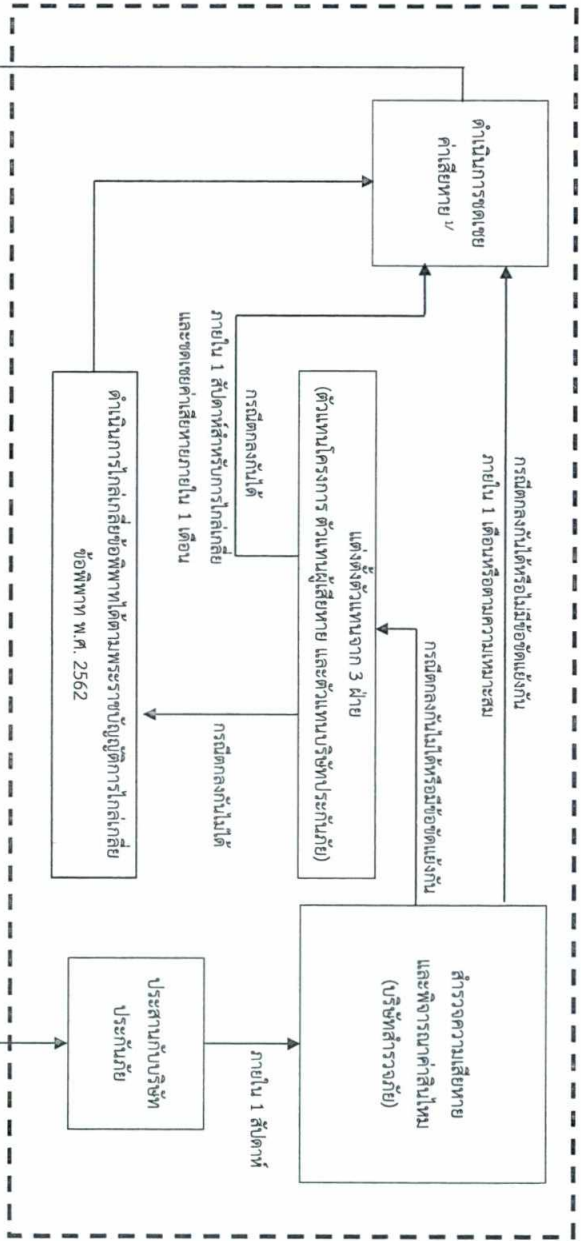 ประสานกับบริษัท
ประกันภัย
ภายใน 1 สัปดาห์
สำรวจความเสียหาย
และพิจารณาค่าสินไหม
(บริษัทสำรวจภัย)
กรณีตกลงกันได้หรือไม่มีข้อขัดแย้งกัน
ภายใน 1 เดือนหรือตามความเหมาะสม
กรณีตกลงกันไม่ได้หรือมีข้อขัดแย้งกัน
แต่งตั้งตัวแทนจาก 3 ฝ่าย
(ตัวแทนโครงการ ตัวแทนผู้เสียหาย และตัวแทนบริษัทประกันภัย)
กรณีตกลงกันได้
ภายใน 1 สัปดาห์สำหรับการไกล่เกลี่ย
และชดเชยค่าเสียหายภายใน 1 เดือน
กรณีตกลงกันไม่ได้
ดำเนินการไกล่เกลี่ยข้อพิพาทได้ตามพระราชบัญญัติการไกล่เกลี่ย
ข้อพิพาท พ.ศ. 2562
ดำเนินการชดเชย
ค่าเสียหาย 1/